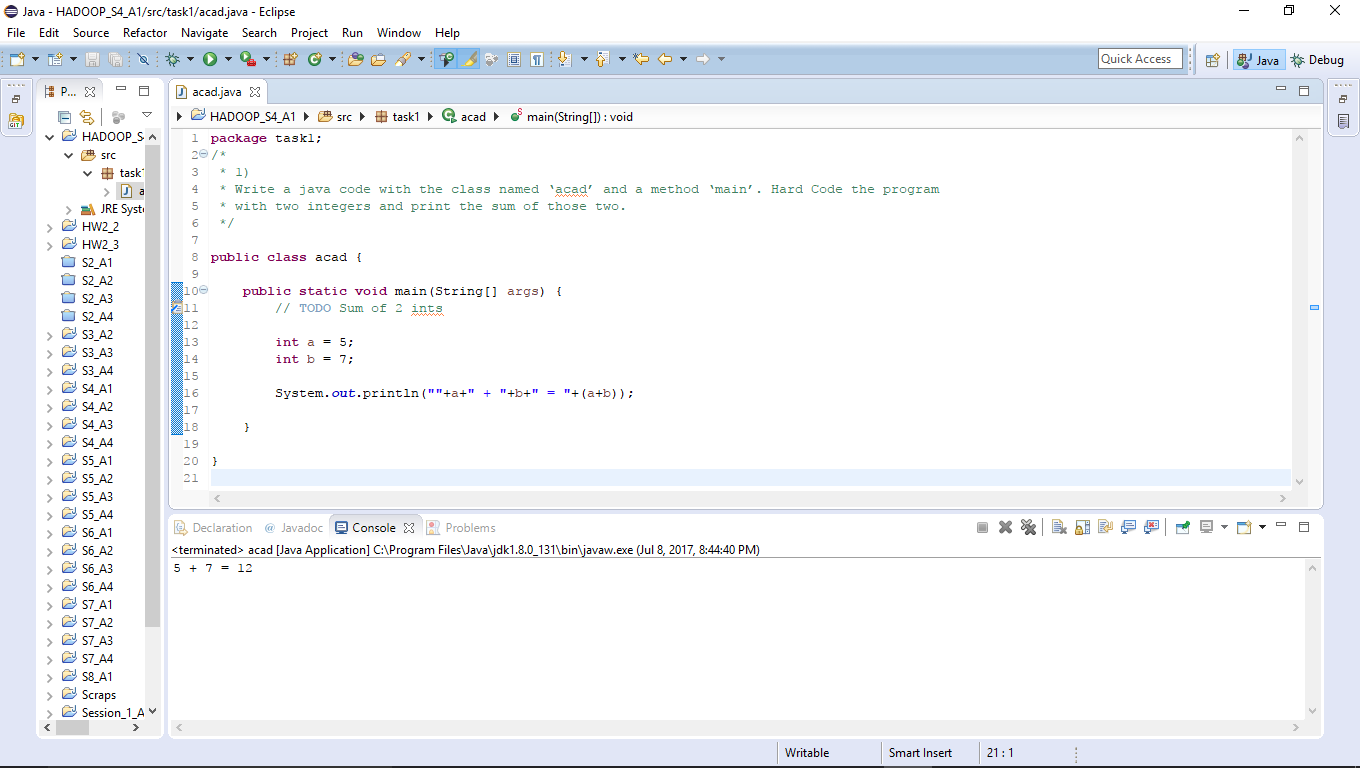 Java - HADOOP_S4_A1/src/task1/acad.java - Eclipse
File Edit Source Refactor Navigate Search Project Run Window Help
Quick Access
Java
Debug
P...
acad.java
HADOOP_S4_A1 src task1 acad main(String[]) : void
HADOOP_S
src
task1
a
JRE Syste
HW2_2
HW2_3
S2_A1
S2_A2
S2_A3
S2_A4
S3_A2
S3_A3
S3_A4
S4_A1
S4_A2
S4_A3
S4_A4
S5_A1
S5_A2
S5_A3
S5_A4
S6_A1
S6_A2
S6_A3
S6_A4
S7_A1
S7_A2
S7_A3
S7_A4
S8_A1
Scraps
Session_1_A
1 package task1;
2 /*
3 * 1)
4 * Write a java code with the class named ‘acad’ and a method ‘main’. Hard Code the program
5 * with two integers and print the sum of those two.
6 */
7
8 public class acad {
9
10 public static void main(String[] args) {
11 // TODO Sum of 2 ints
12
13 int a = 5;
14 int b = 7;
15
16 System.out.println(""+a+" + "+b+" = "+(a+b));
17
18 }
19
20 }
21
Declaration @ Javadoc Console Problems
<terminated> acad [Java Application] C:\Program Files\Java\jdk1.8.0_131\bin\javaw.exe (Jul 8, 2017, 8:44:40 PM)
5 + 7 = 12
Writable
Smart Insert
21 : 1